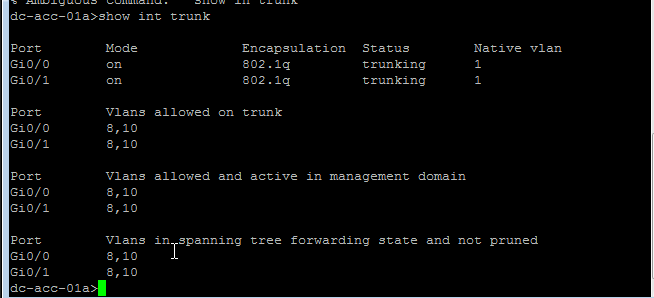 % Ambiguous command: "show in trunk"
dc-acc-01a>show int trunk
Port Mode Encapsulation Status Native vlan
Gi0/0 on 802.1q trunking 1
Gi0/1 on 802.1q trunking 1
Port Vlans allowed on trunk
Gi0/0 8,10
Gi0/1 8,10
Port Vlans allowed and active in management domain
Gi0/0 8,10
Gi0/1 8,10
Port Vlans in spanning tree forwarding state and not pruned
Gi0/0 8,10
Gi0/1 8,10
dc-acc-01a>